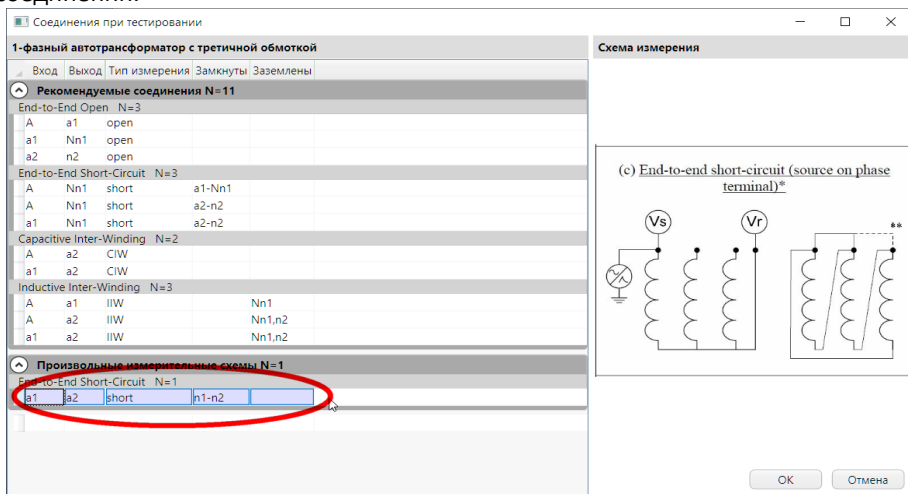 соединений.
Соединения при тестировании
1-фазный автотрансформатор с третичной обмоткой
Схема измерения
Вход Выход Тип измерения Замкнуты Заземлены
Рекомендуемые соединения N=11
End-to-End Open N=3
A a1 open
a1 Nn1 open
a2 n2 open
End-to-End Short-Circuit N=3
A Nn1 short a1-Nn1
A Nn1 short a2-n2
a1 Nn1 short a2-n2
Capacitive Inter-Winding N=2
A a2 CIW
a1 a2 CIW
Inductive Inter-Winding N=3
A a1 IIW Nn1
A a2 IIW Nn1,n2
a1 a2 IIW Nn1,n2
Произвольные измерительные схемы N=1
End-to-End Short-Circuit N=1
a1 a2 short n1-n2
(c) End-to-end short-circuit (source on phase
terminal)*
Vs Vr **
OK Отмена